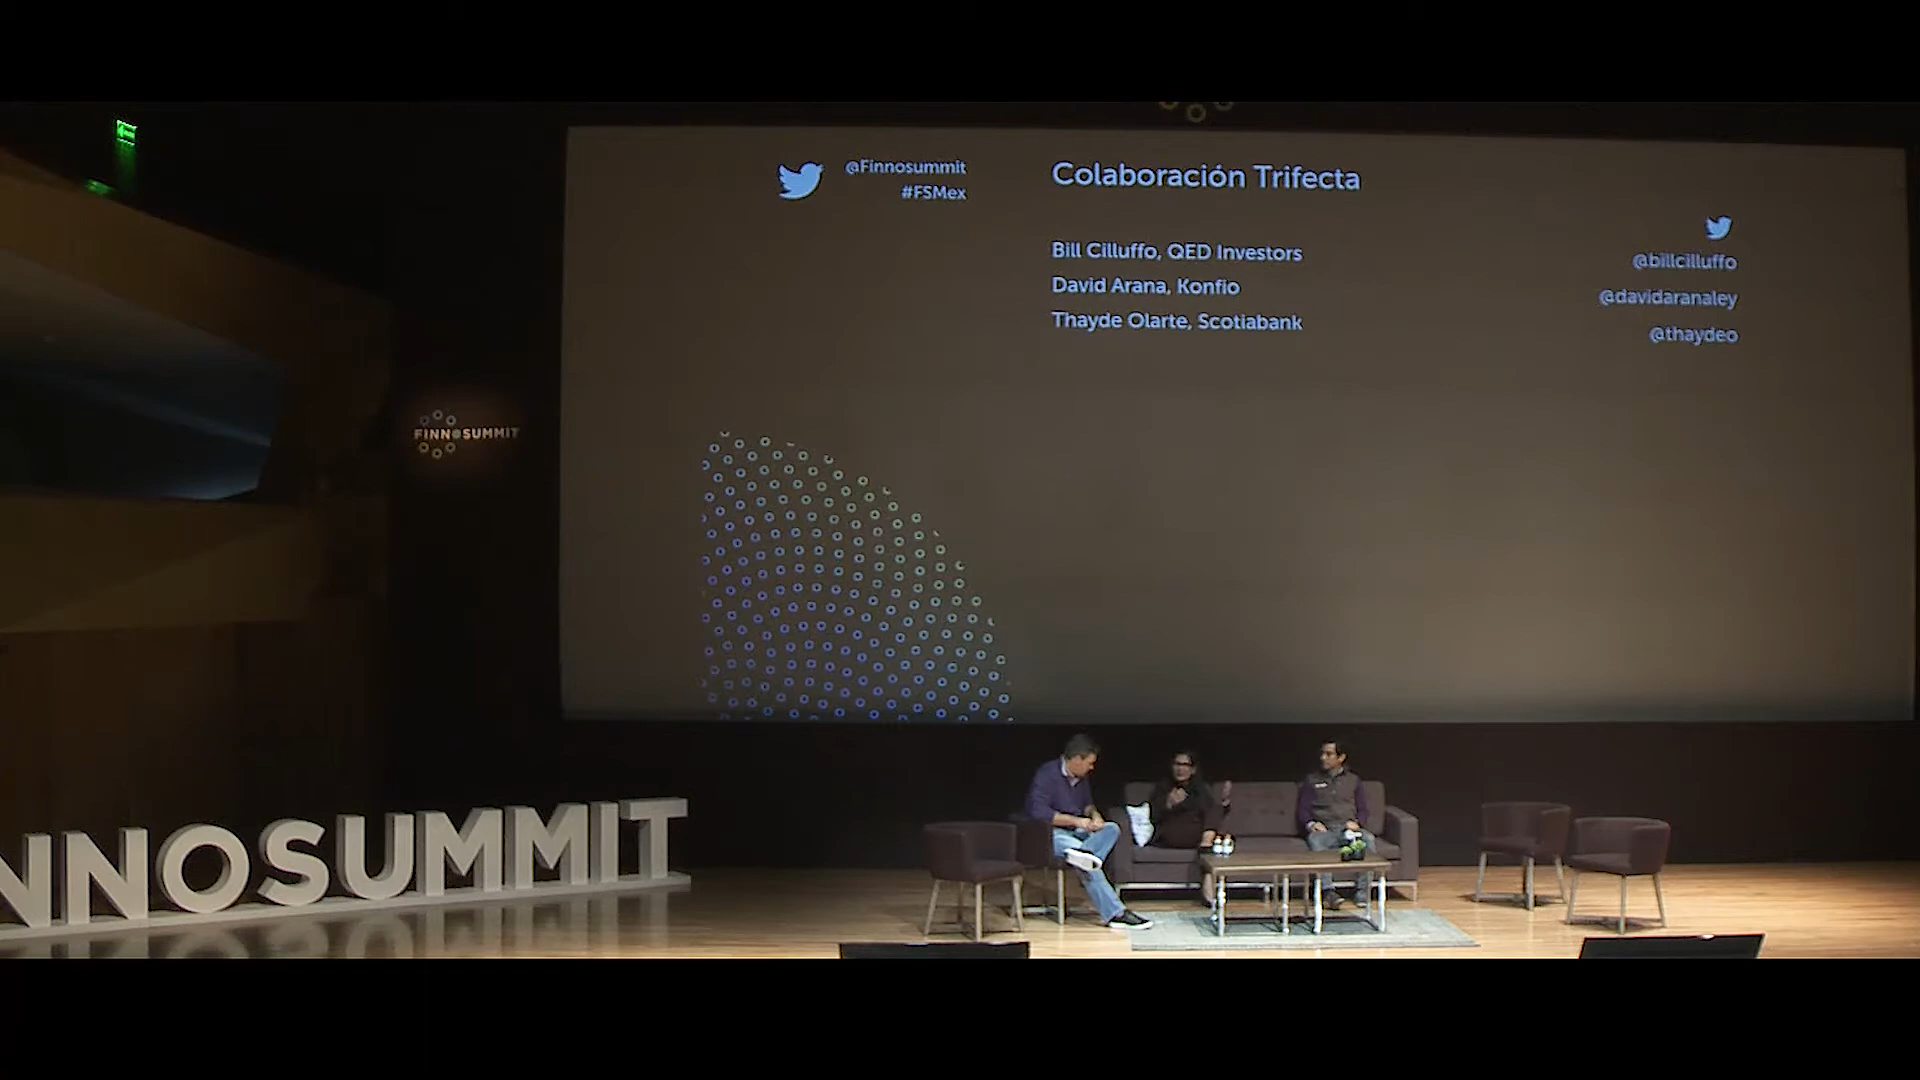 @Finnosummit
#FSMex
Colaboración Trifecta
Bill Cilluffo, QED Investors
David Arana, Konfio
Thayde Olarte, Scotiabank
@billcilluffo
@davidaranaley
@thaydeo
FINNOSUMMIT
NNOSUMMIT